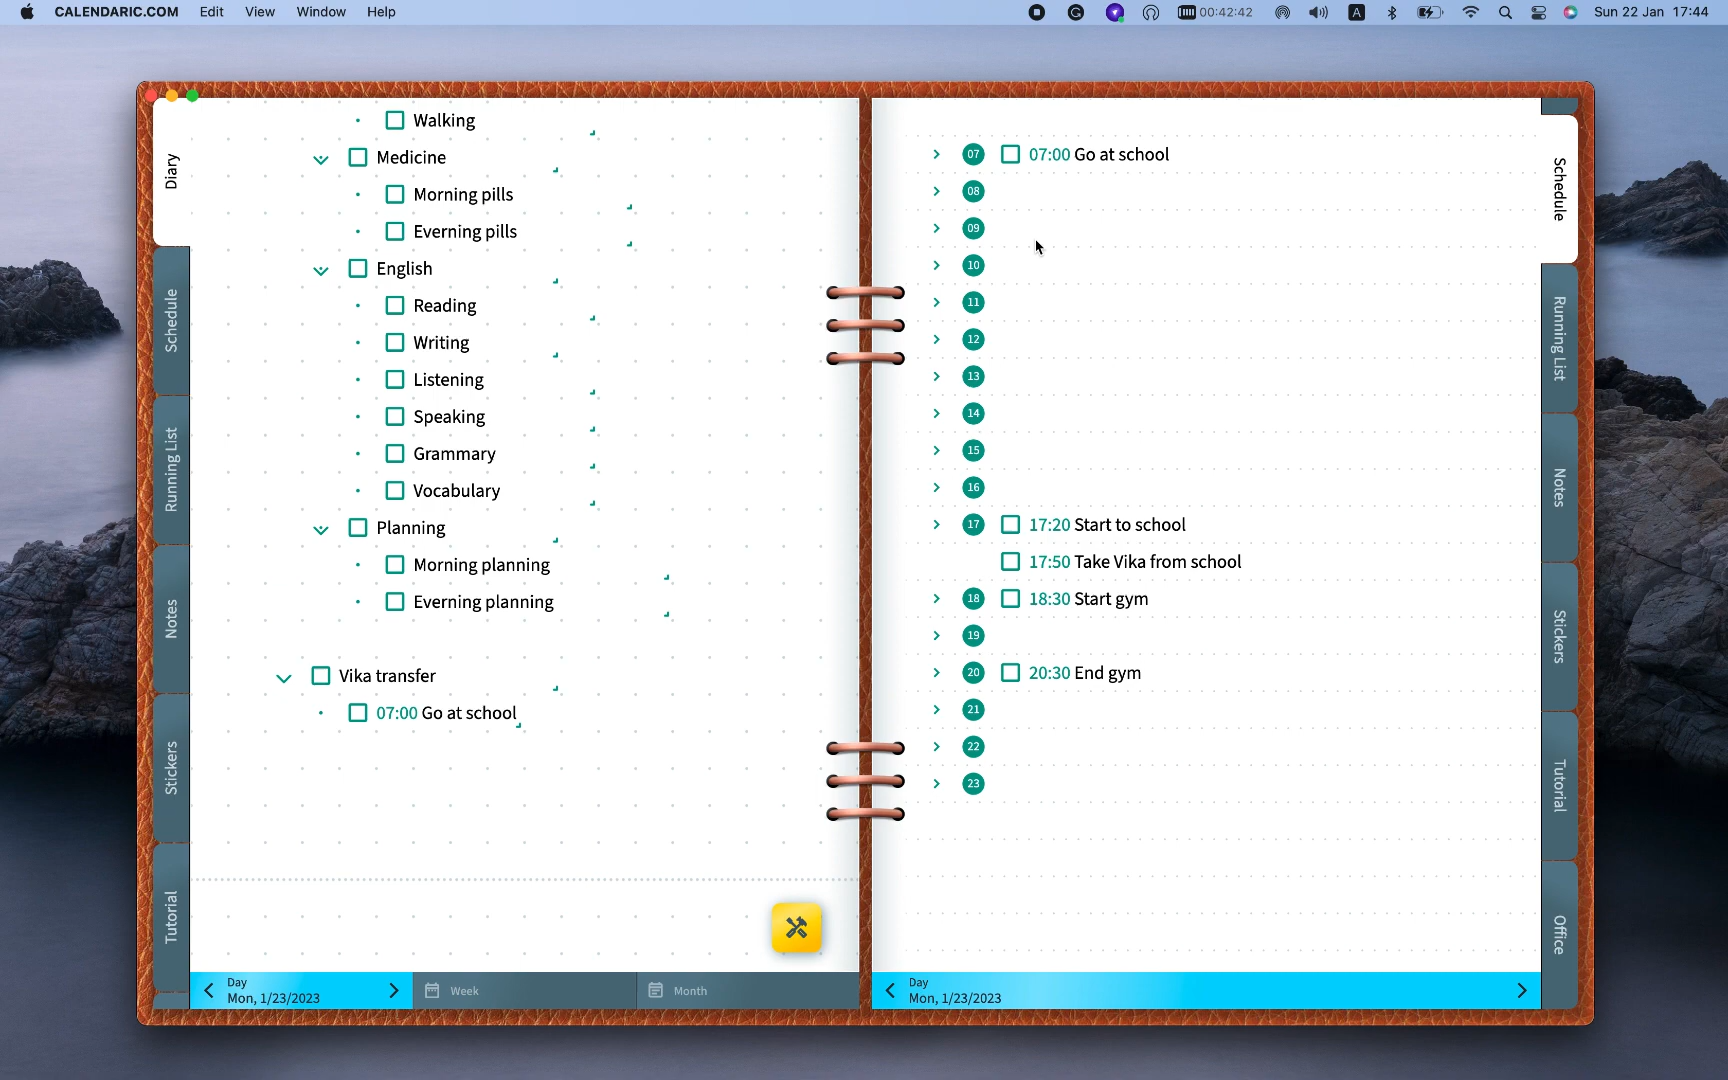 CALENDARIC.COM Edit View Window Help
00:42:42 A Sun 22 Jan 17:44
Diary
Schedule
Running List
Notes
Stickers
Tutorial
Walking
Medicine
Morning pills
Everning pills
English
Reading
Writing
Listening
Speaking
Grammary
Vocabulary
Planning
Morning planning
Everning planning
Vika transfer
07:00 Go at school
Day
Mon, 1/23/2023
Week
Month
07 07:00 Go at school
08
09
10
11
12
13
14
15
16
17 17:20 Start to school
17:50 Take Vika from school
18 18:30 Start gym
19
20 20:30 End gym
21
22
23
Day
Mon, 1/23/2023
Schedule
Running List
Notes
Stickers
Tutorial
Office